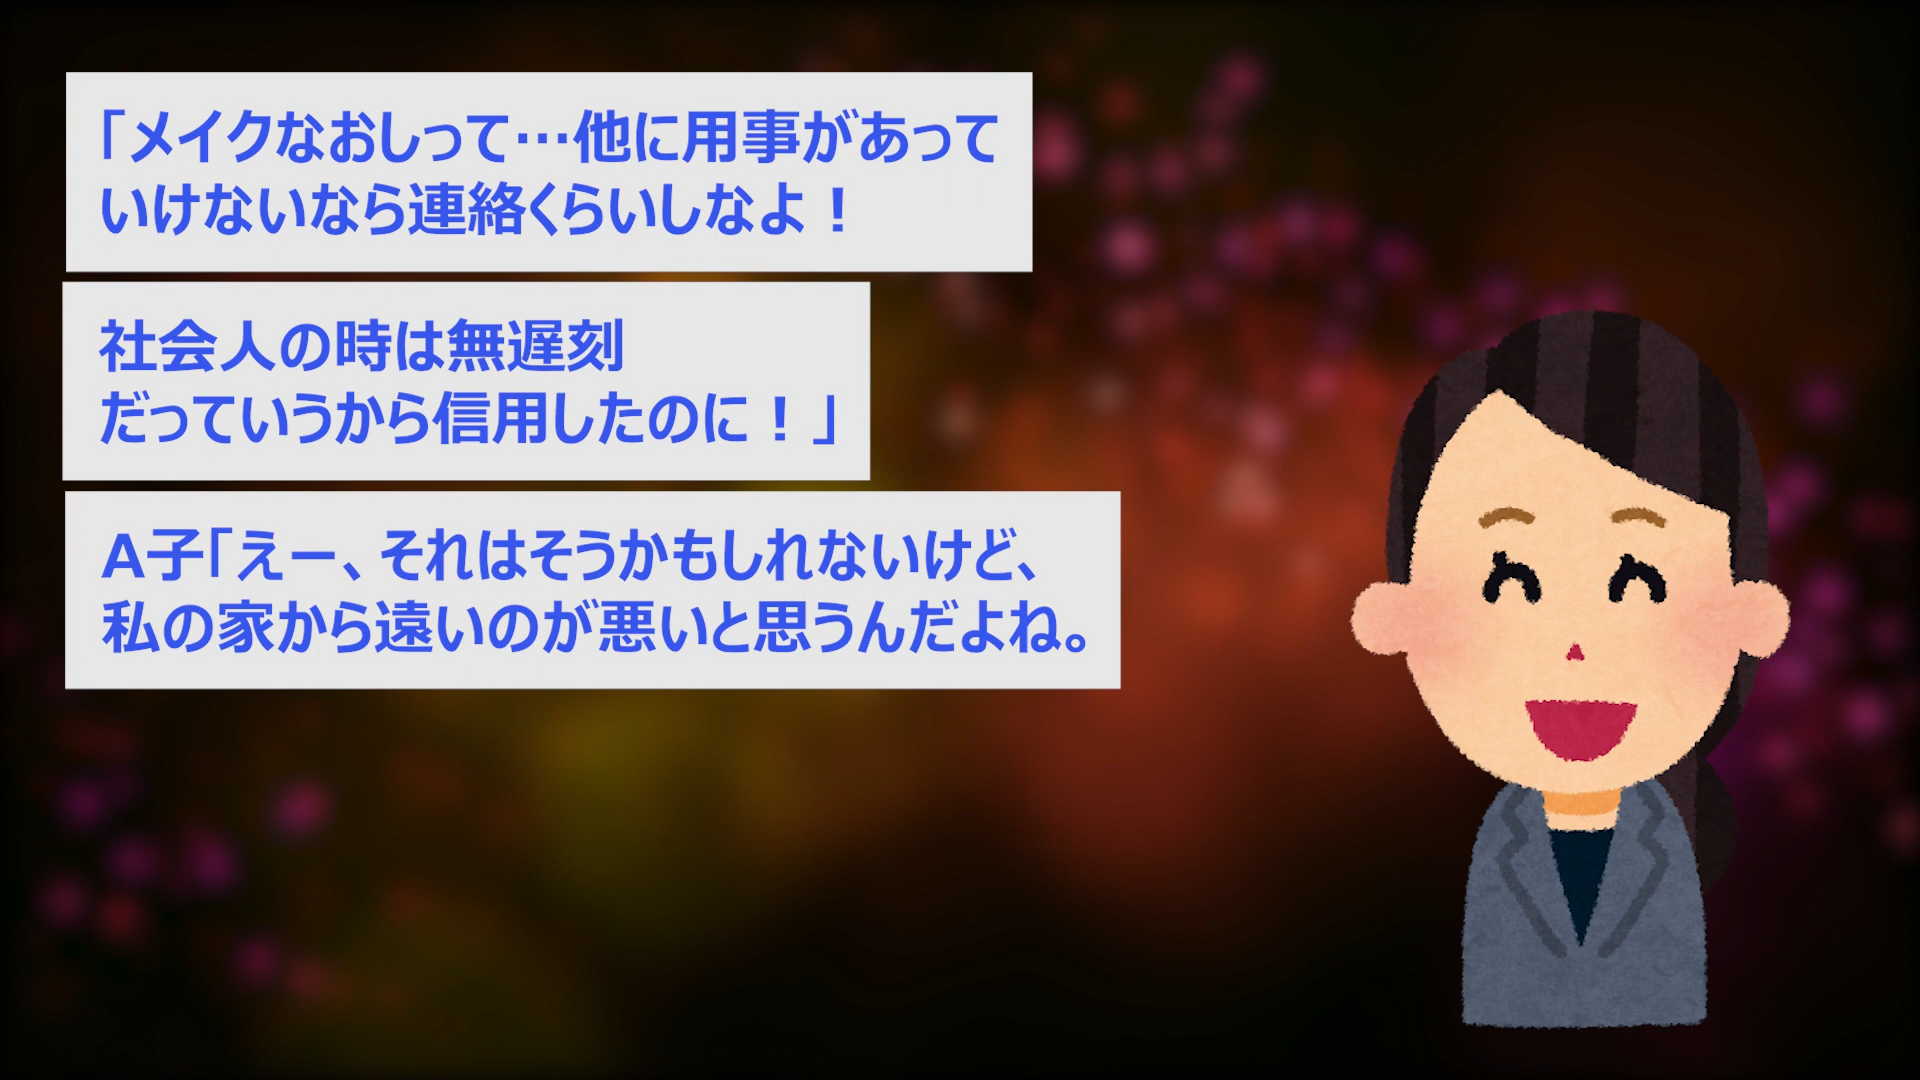 「メイクなおしって…他に用事があって
いけないなら連絡くらいしなよ！
社会人の時は無遅刻
だっていうから信用したのに！」
A子「えー、それはそうかもしれないけど、
私の家から遠いのが悪いと思うんだよね。